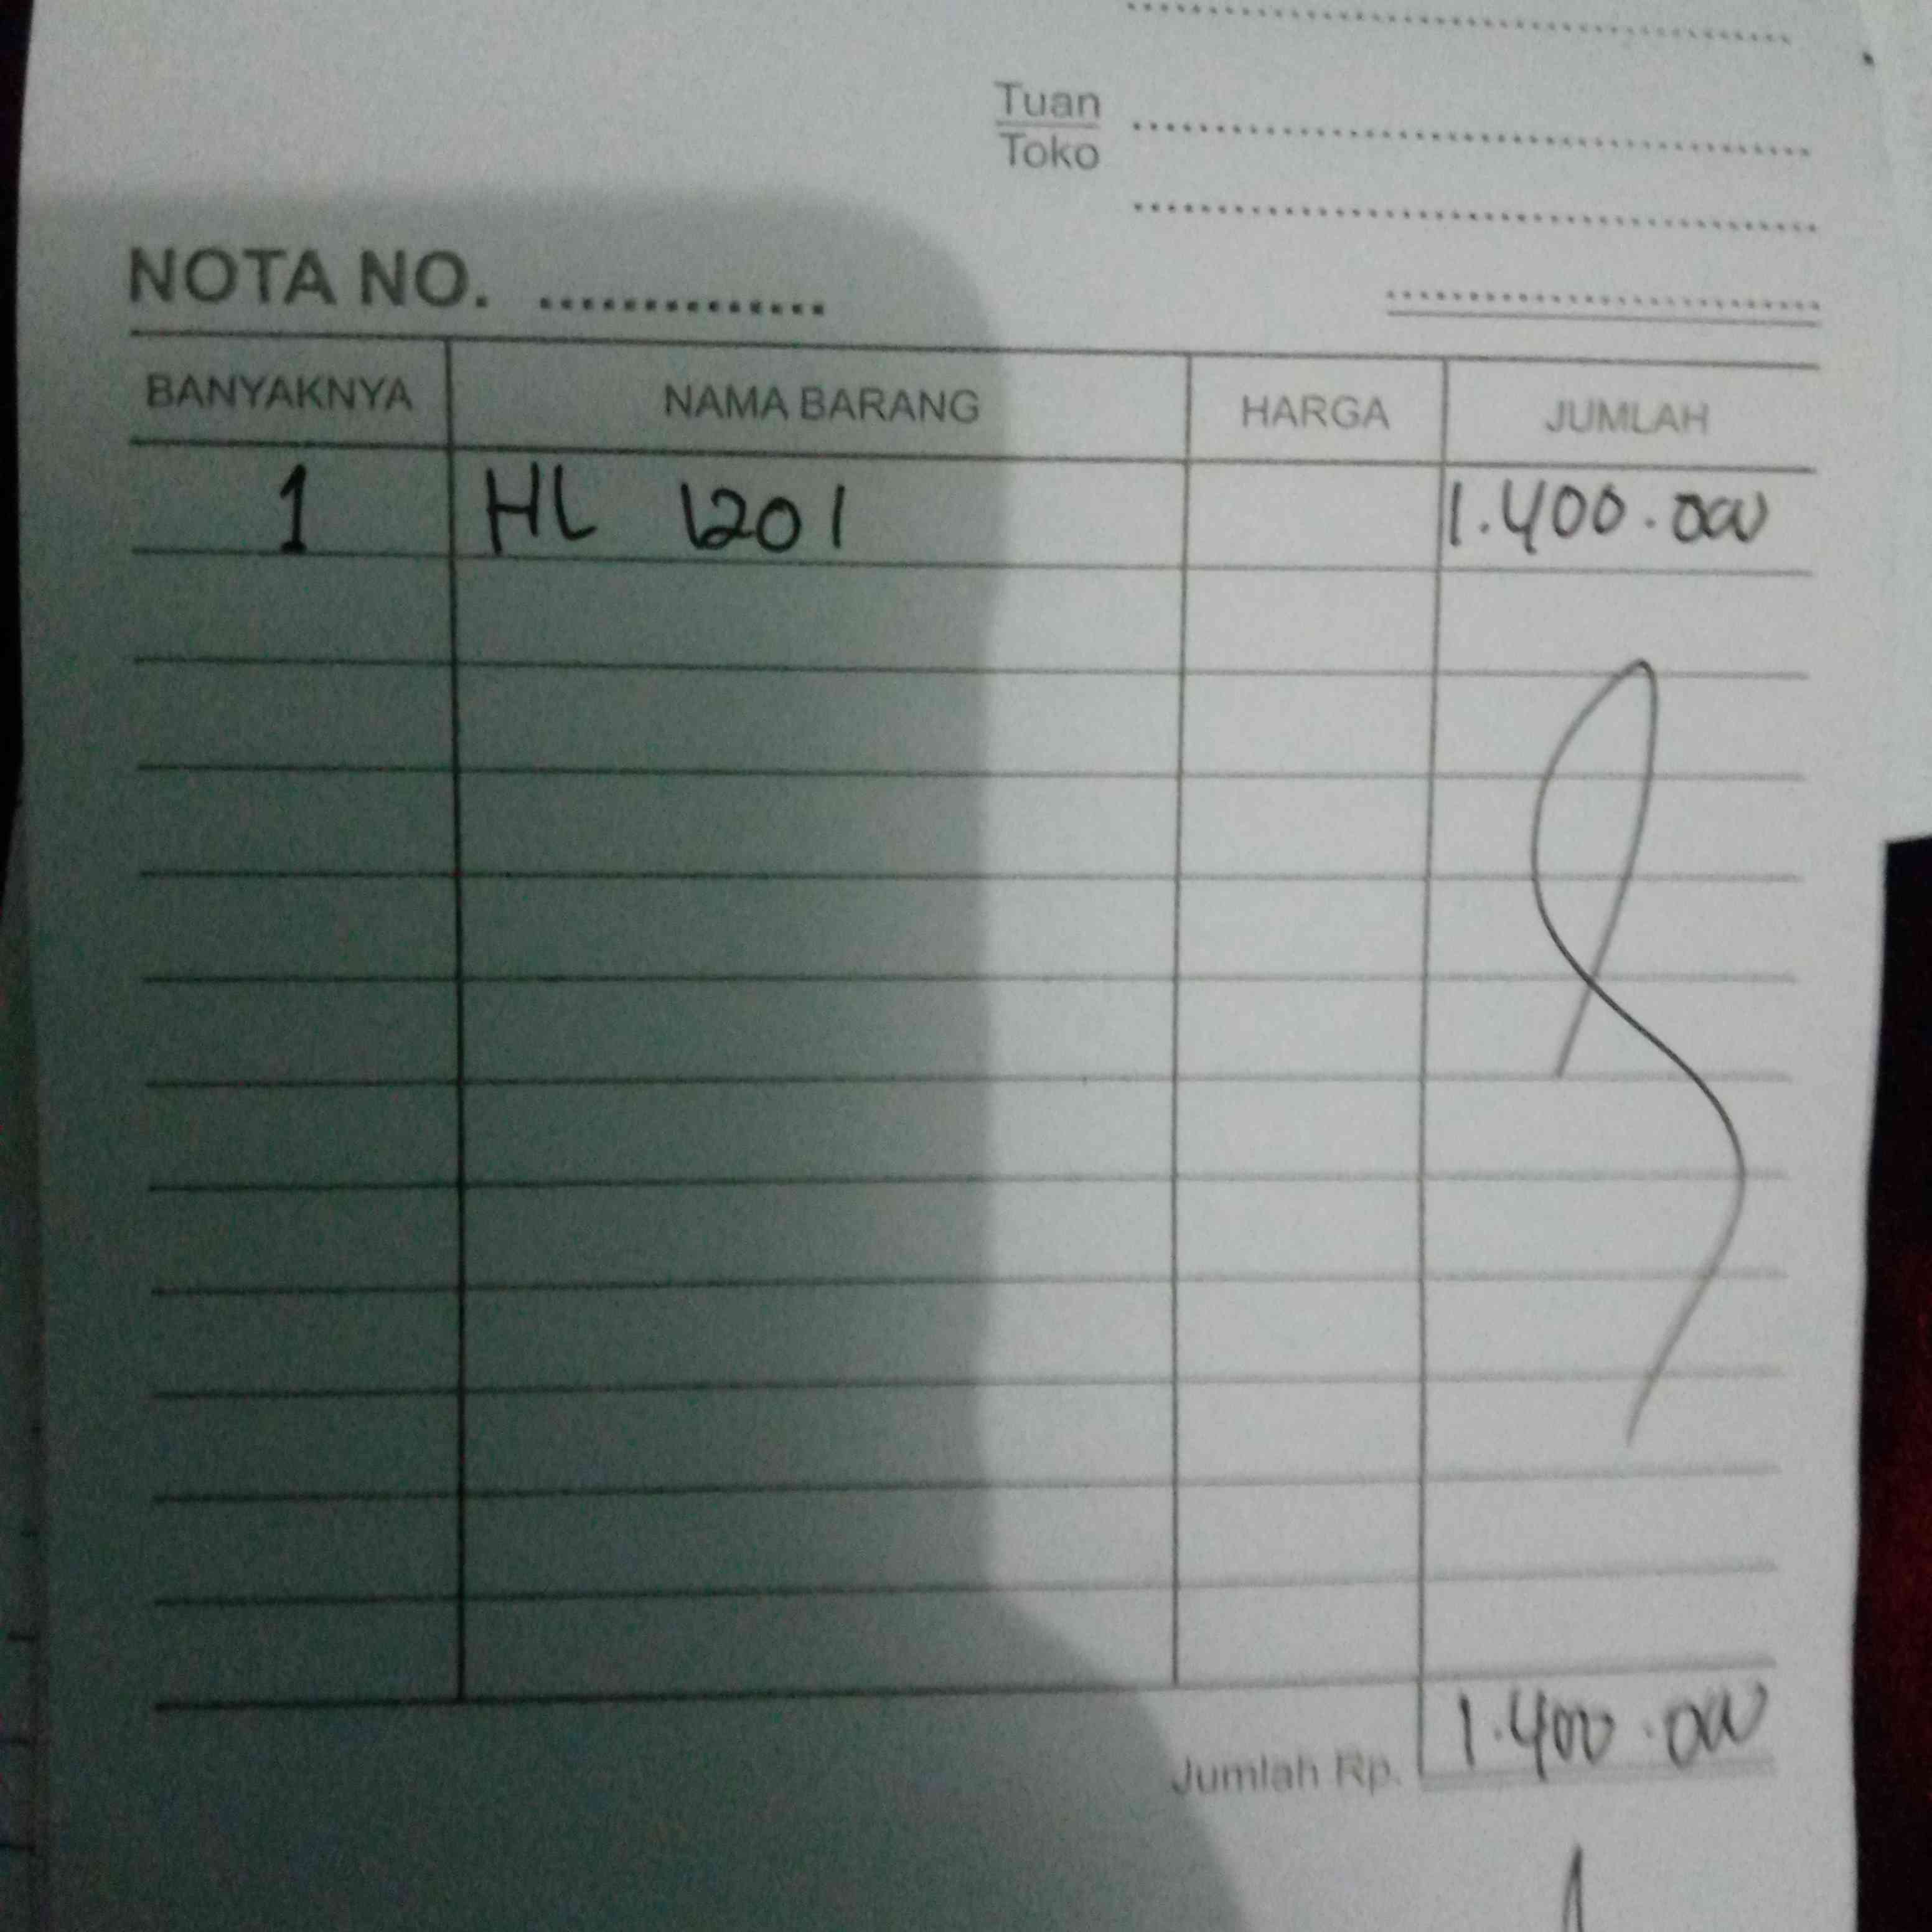 Tuan
Toko
NOTA NO. ................
BANYAKNYA NAMA BARANG HARGA JUMLAH
1 HL 1201 1.400.000
Jumlah Rp. 1.400.000